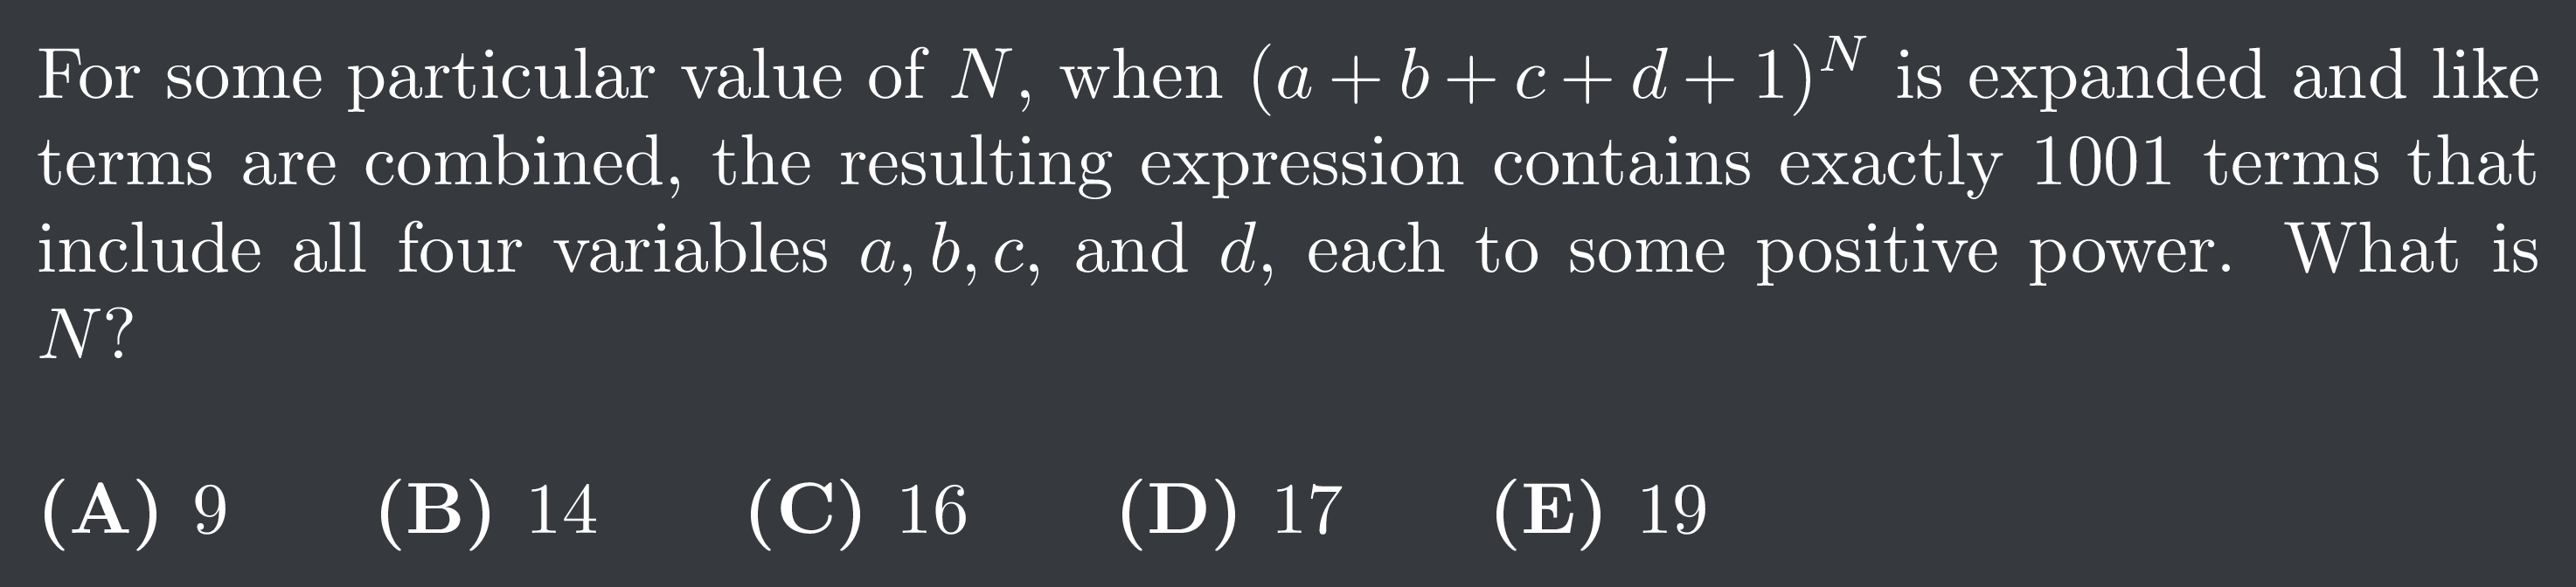 For some particular value of N, when (a + b + c + d + 1)^N is expanded and like
terms are combined, the resulting expression contains exactly 1001 terms that
include all four variables a, b, c, and d, each to some positive power. What is
N?
(A) 9 (B) 14 (C) 16 (D) 17 (E) 19